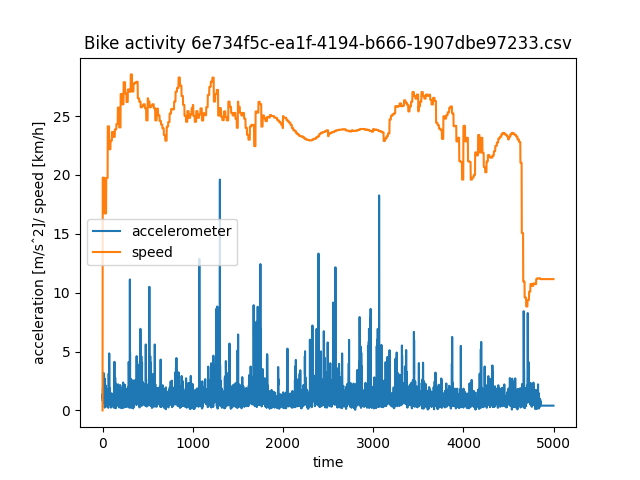 Bike activity 6e734f5c-ea1f-4194-b666-1907dbe97233.csv
acceleration [m/s^2]/ speed [km/h]
25
20
15
10
5
0
accelerometer
speed
0 1000 2000 3000 4000 5000
time